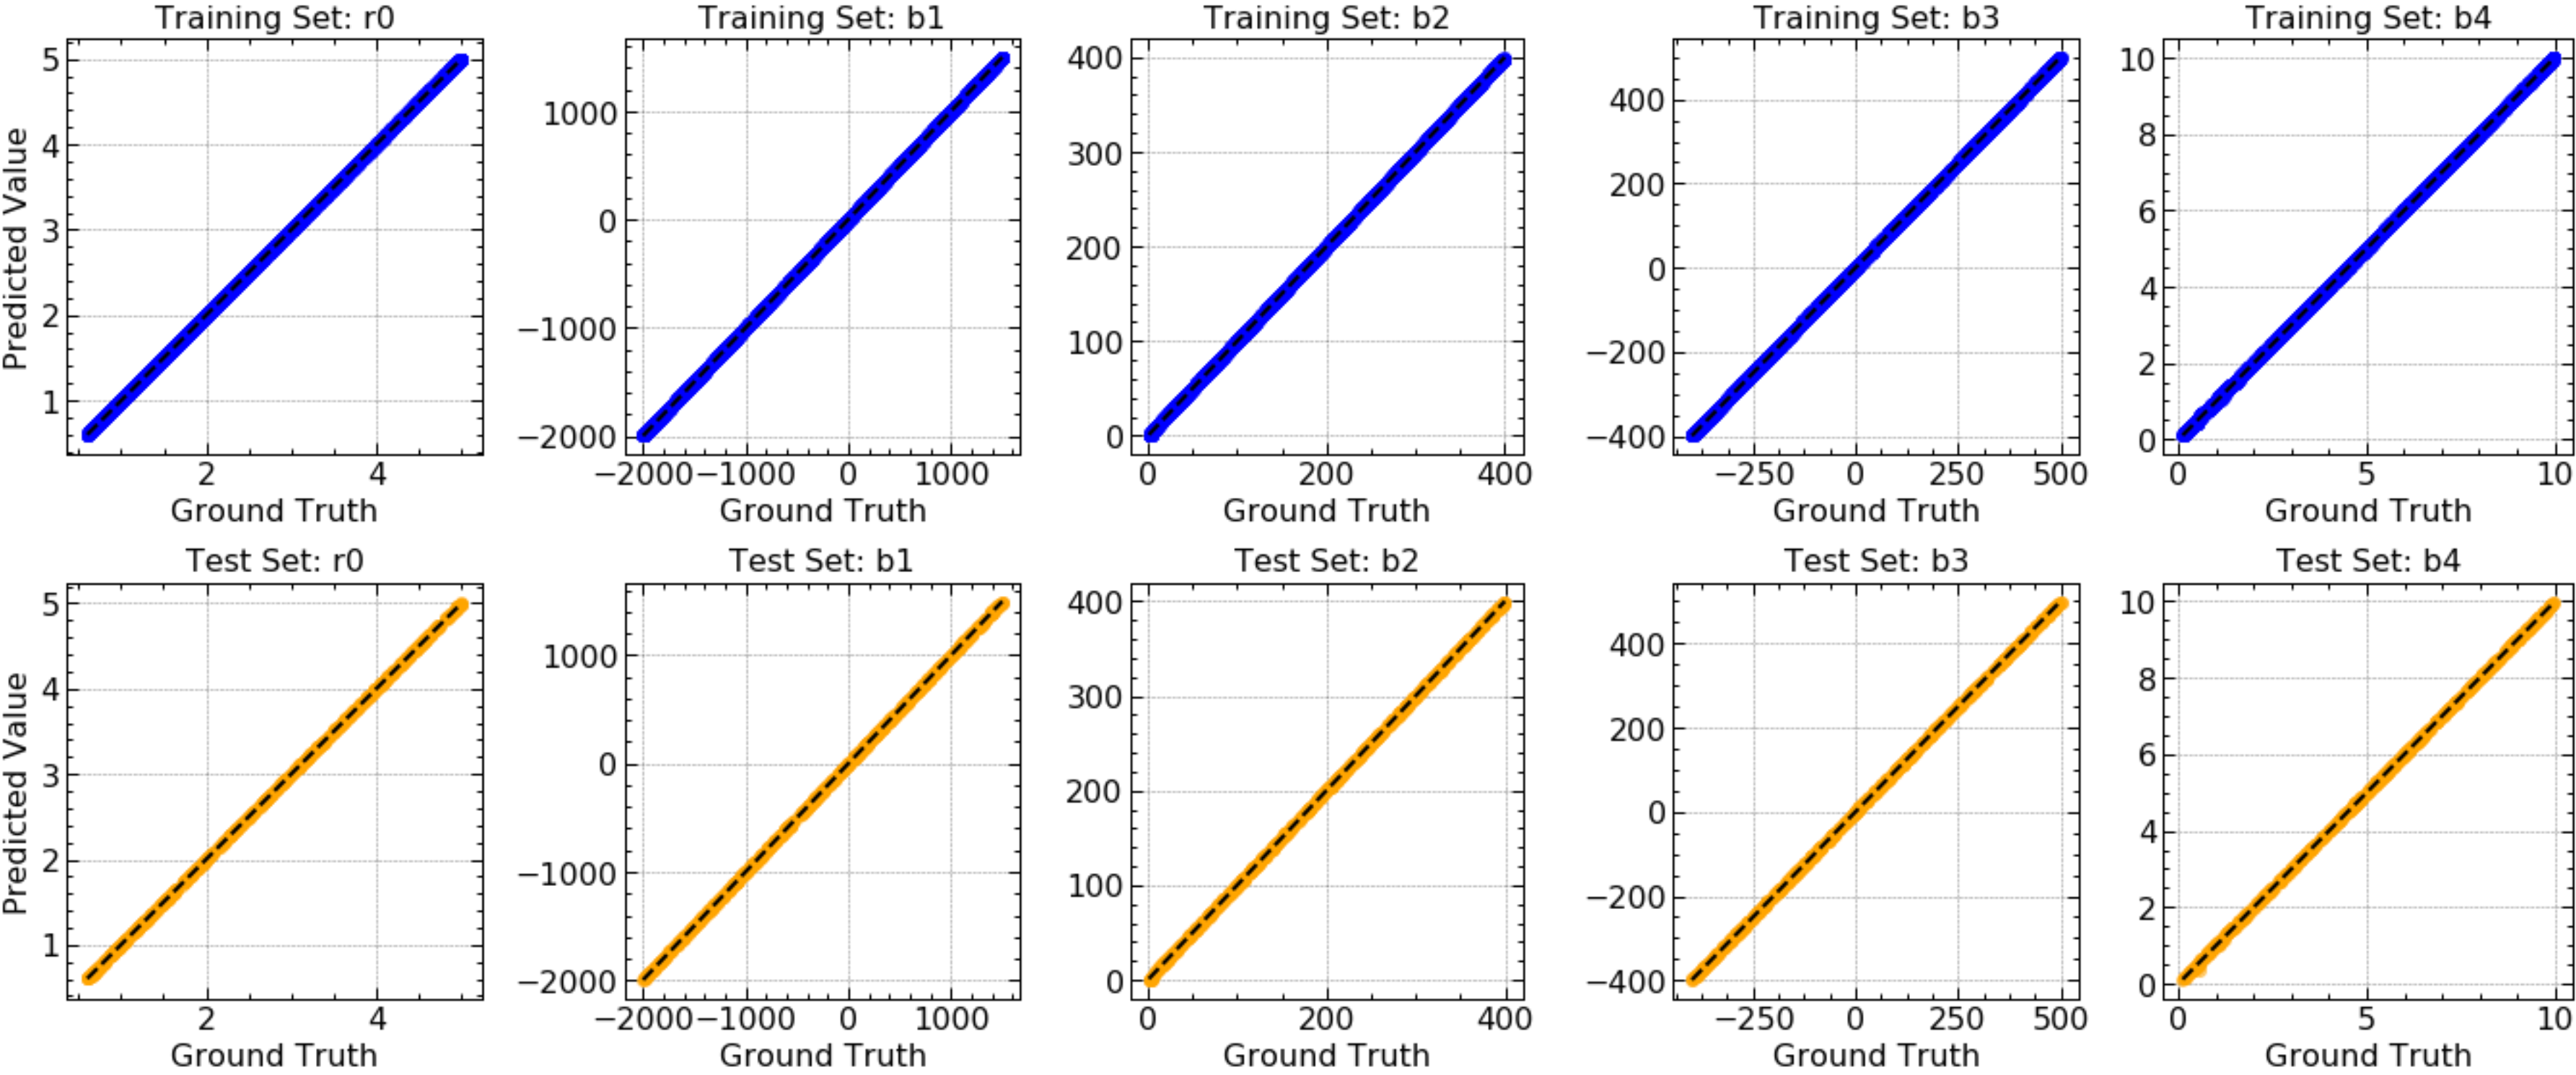 Training Set: r0
Training Set: b1
Training Set: b2
Training Set: b3
Training Set: b4
Predicted Value
5
4
3
2
1
2 4
Ground Truth
1000
0
−1000
−2000
−2000 −1000 0 1000
Ground Truth
400
300
200
100
0
0 200 400
Ground Truth
400
200
0
−200
−400
−250 0 250 500
Ground Truth
10
8
6
4
2
0
0 5 10
Ground Truth
Test Set: r0
Test Set: b1
Test Set: b2
Test Set: b3
Test Set: b4
Predicted Value
5
4
3
2
1
2 4
Ground Truth
1000
0
−1000
−2000
−2000 −1000 0 1000
Ground Truth
400
300
200
100
0
0 200 400
Ground Truth
400
200
0
−200
−400
−250 0 250 500
Ground Truth
10
8
6
4
2
0
0 5 10
Ground Truth